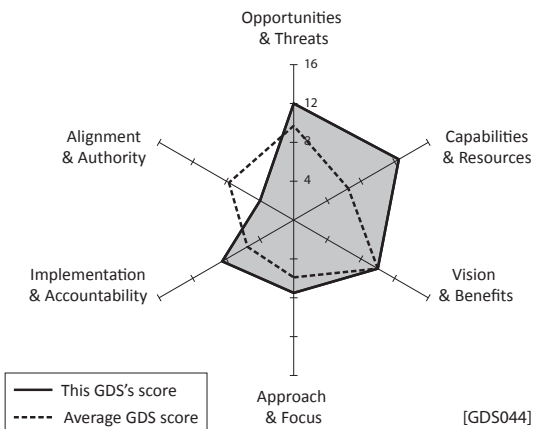 Opportunities
& Threats
16
12
8
4
Alignment
& Authority
Capabilities
& Resources
Implementation
& Accountability
Vision
& Benefits
This GDS's score
Average GDS score
Approach
& Focus
[GDS044]